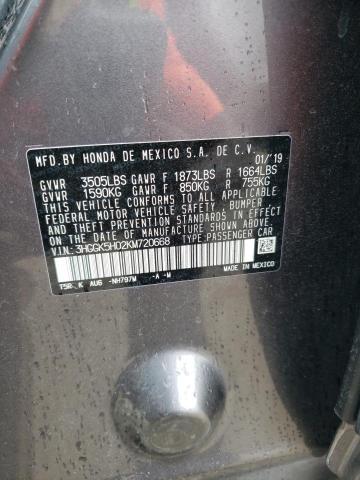 MFD.BY HONDA DE MEXICO S.A. DE C.V.
01/'19
GVWR 3505LBS GAWR F 1873LBS R 1664LBS
GVWR 1590KG GAWR F 850KG R 755KG
THIS VEHICLE CONFORMS TO ALL APPLICABLE
FEDERAL MOTOR VEHICLE SAFETY, BUMPER,
AND THEFT PREVENTION STANDARDS IN EFFECT
ON THE DATE OF MANUFACTURE SHOWN ABOVE.
V.I.N.:3HGGK5H02KM720668 TYPE:PASSENGER CAR
T5R K AUG -NH797M -A -M
MADE IN MEXICO